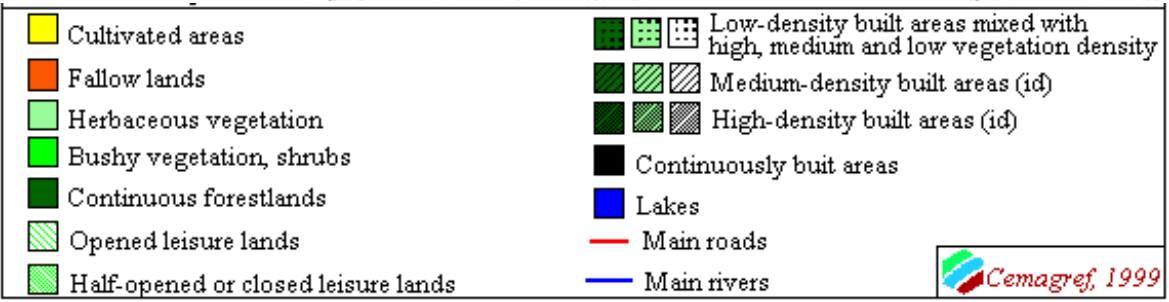 Cultivated areas
Fallow lands
Herbaceous vegetation
Bushy vegetation, shrubs
Continuous forestlands
Opened leisure lands
Half-opened or closed leisure lands
Low-density built areas mixed with
high, medium and low vegetation density
Medium-density built areas (id)
High-density built areas (id)
Continuously buit areas
Lakes
Main roads
Main rivers
Cemagref, 1999